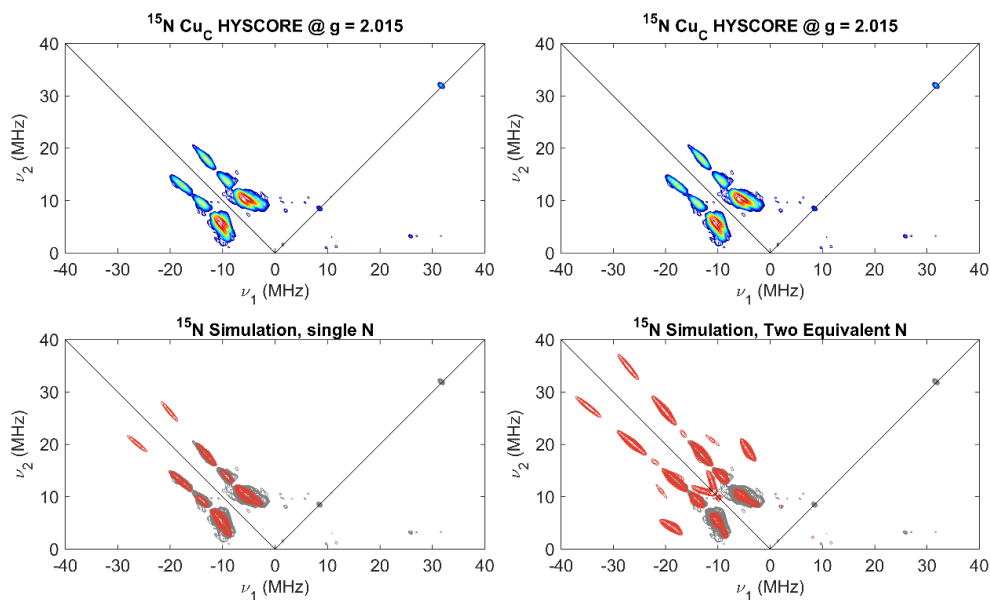 15N CuC HYSCORE @ g = 2.015
40
30
20
10
0
ν2 (MHz)
-40 -30 -20 -10 0 10 20 30 40
ν1 (MHz)
15N CuC HYSCORE @ g = 2.015
40
30
20
10
0
ν2 (MHz)
-40 -30 -20 -10 0 10 20 30 40
ν1 (MHz)
15N Simulation, single N
40
30
20
10
0
ν2 (MHz)
-40 -30 -20 -10 0 10 20 30 40
ν1 (MHz)
15N Simulation, Two Equivalent N
40
30
20
10
0
ν2 (MHz)
-40 -30 -20 -10 0 10 20 30 40
ν1 (MHz)